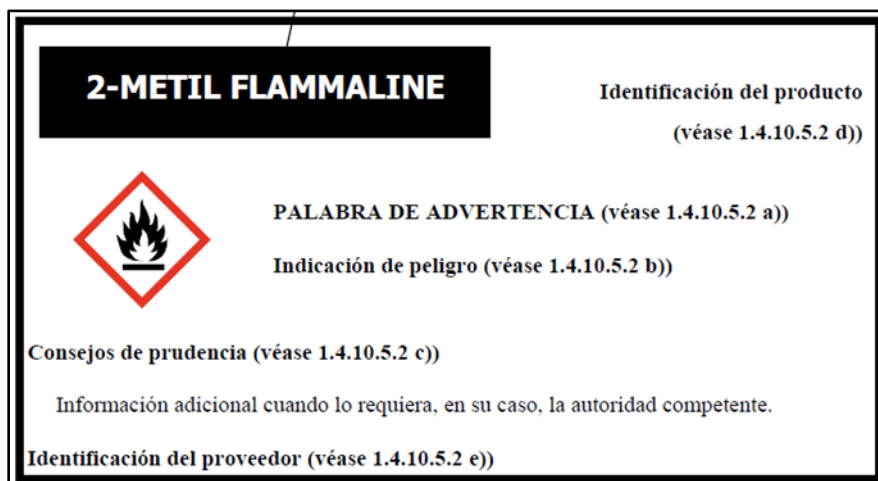 2-METIL FLAMMALINE
Identificación del producto
(véase 1.4.10.5.2 d))
PALABRA DE ADVERTENCIA (véase 1.4.10.5.2 a))
Indicación de peligro (véase 1.4.10.5.2 b))
Consejos de prudencia (véase 1.4.10.5.2 c))
Información adicional cuando lo requiera, en su caso, la autoridad competente.
Identificación del proveedor (véase 1.4.10.5.2 e))